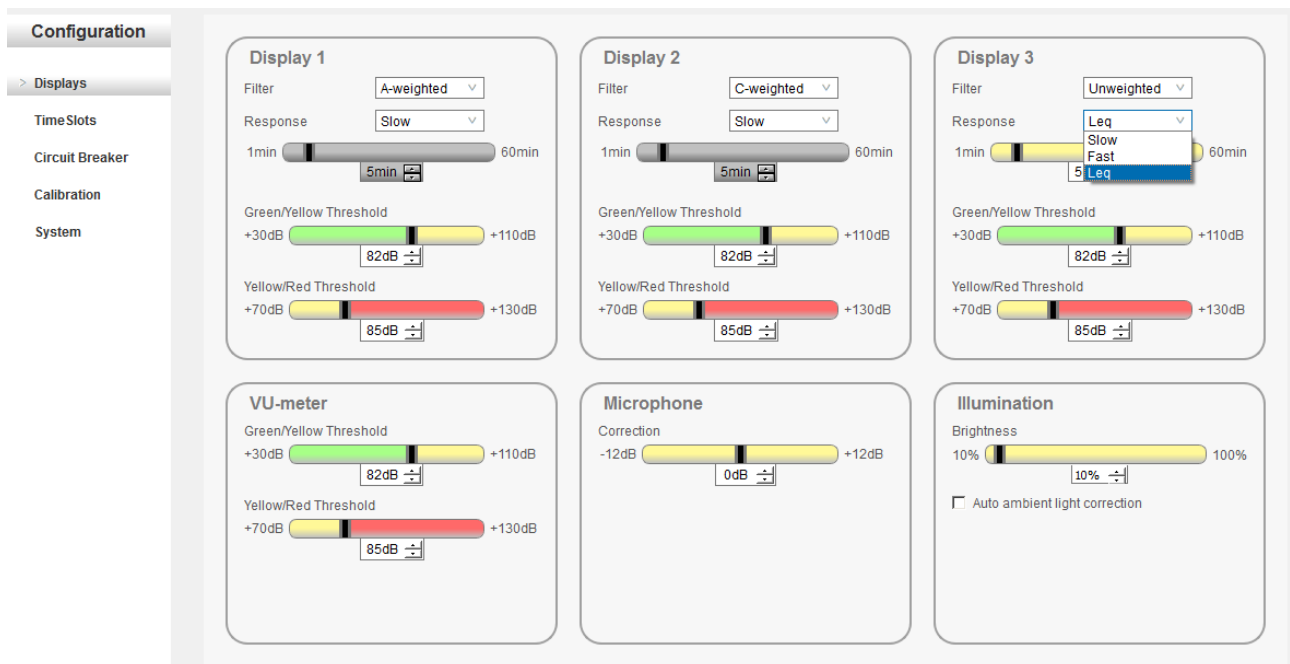 Configuration
> Displays
TimeSlots
Circuit Breaker
Calibration
System
Display 1
Filter A-weighted
Response Slow
1min 60min
5min
Green/Yellow Threshold
+30dB +110dB
82dB
Yellow/Red Threshold
+70dB +130dB
85dB
Display 2
Filter C-weighted
Response Slow
1min 60min
5min
Green/Yellow Threshold
+30dB +110dB
82dB
Yellow/Red Threshold
+70dB +130dB
85dB
Display 3
Filter Unweighted
Response Leq
Slow
Fast
Leq
1min 60min
5
Green/Yellow Threshold
+30dB +110dB
82dB
Yellow/Red Threshold
+70dB +130dB
85dB
VU-meter
Green/Yellow Threshold
+30dB +110dB
82dB
Yellow/Red Threshold
+70dB +130dB
85dB
Microphone
Correction
-12dB +12dB
0dB
Illumination
Brightness
10% 100%
10%
Auto ambient light correction